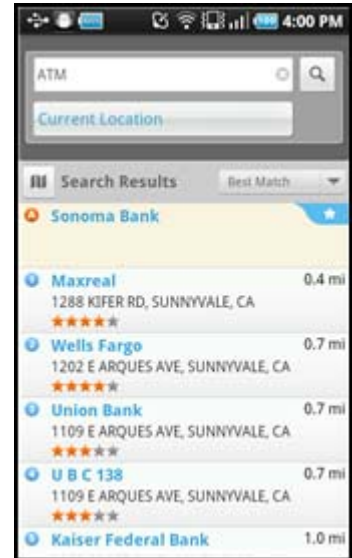 4:00 PM
ATM
Current Location
Search Results
Best Match
Sonoma Bank
Maxreal
0.4 mi
1288 KIFER RD, SUNNYVALE, CA
Wells Fargo
0.7 mi
1202 E ARQUES AVE, SUNNYVALE, CA
Union Bank
0.7 mi
1109 E ARQUES AVE, SUNNYVALE, CA
U B C 138
0.7 mi
1109 E ARQUES AVE, SUNNYVALE, CA
Kaiser Federal Bank
1.0 mi